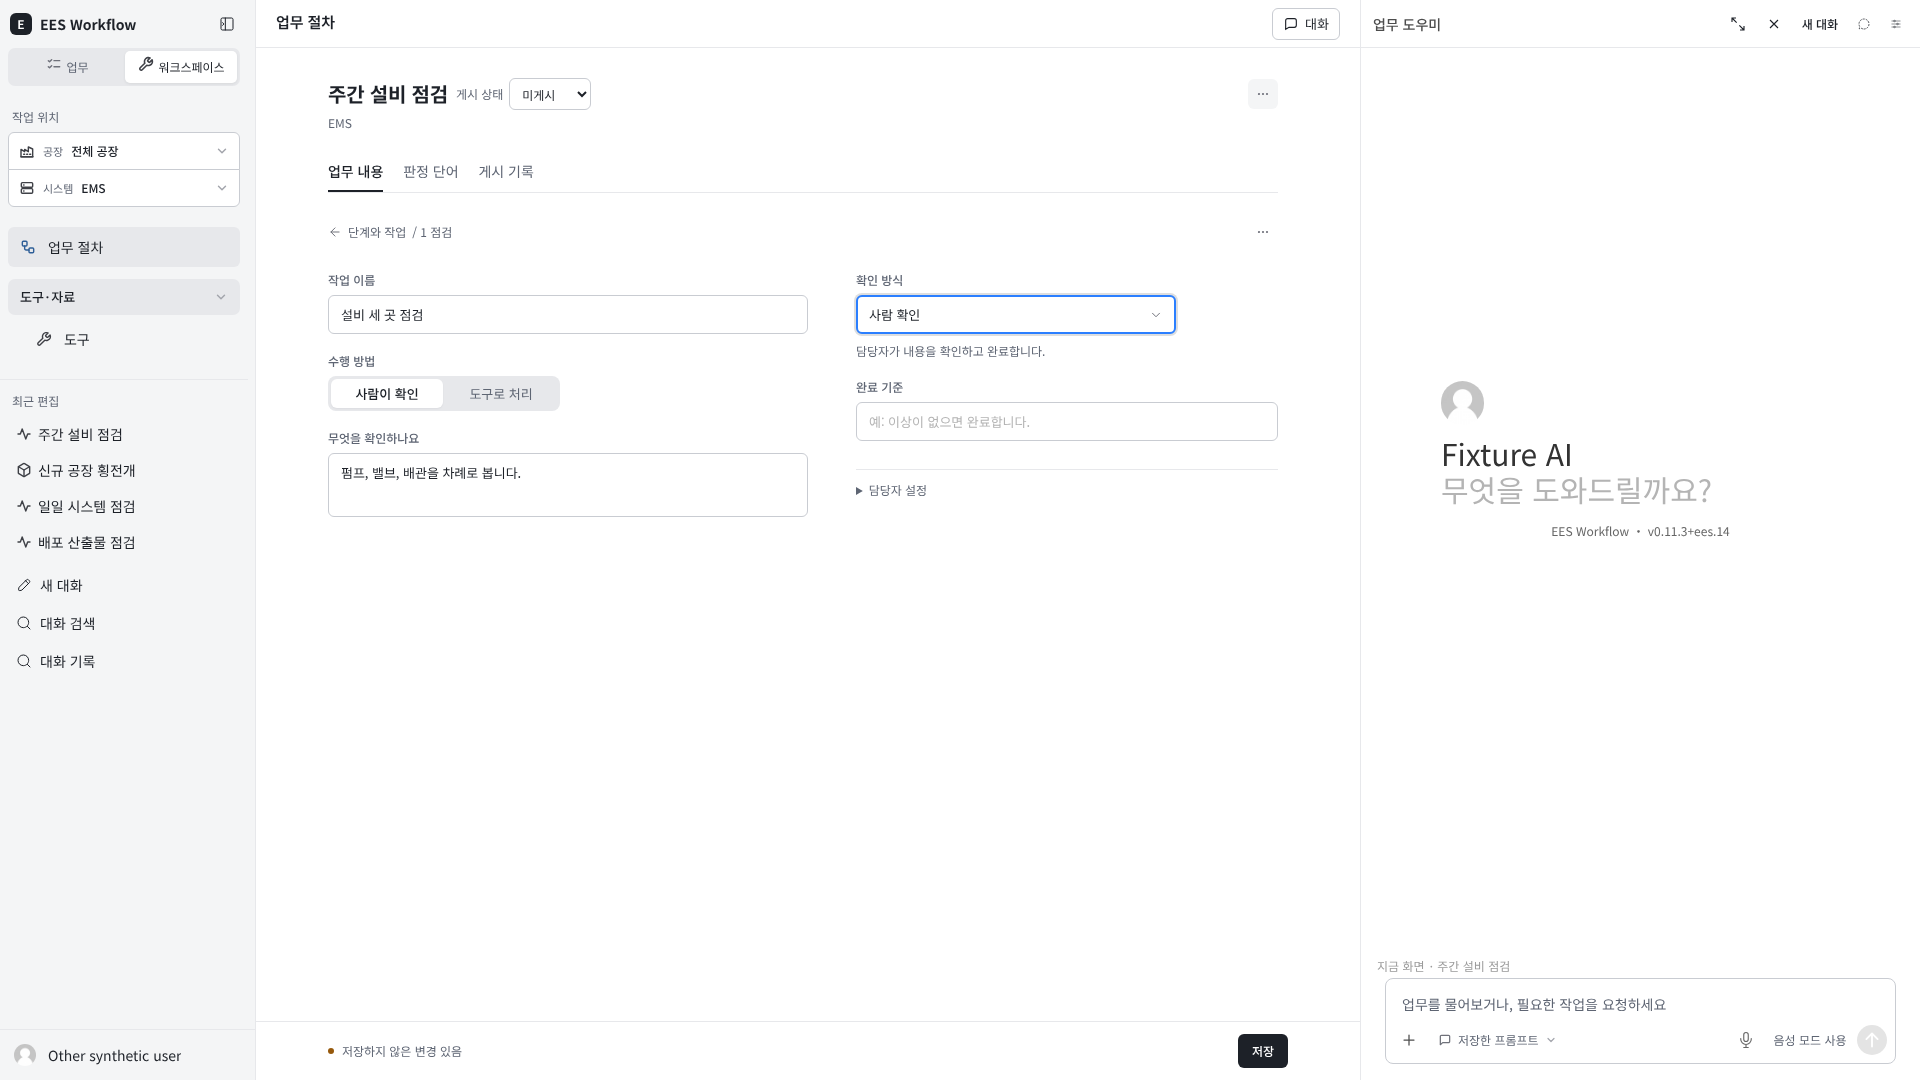 E EES Workflow
업무
워크스페이스
작업 위치
공장 전체 공장
시스템 EMS
업무 절차
도구·자료
도구
최근 편집
주간 설비 점검
신규 공장 횡전개
일일 시스템 점검
배포 산출물 점검
새 대화
대화 검색
대화 기록
Other synthetic user
업무 절차
대화
주간 설비 점검 게시 상태 미게시
···
EMS
업무 내용 판정 단어 게시 기록
← 단계와 작업 / 1 점검
···
작업 이름
설비 세 곳 점검
수행 방법
사람이 확인 도구로 처리
무엇을 확인하나요
펌프, 밸브, 배관을 차례로 봅니다.
확인 방식
사람 확인
담당자가 내용을 확인하고 완료합니다.
완료 기준
예: 이상이 없으면 완료합니다.
▶ 담당자 설정
저장하지 않은 변경 있음
저장
업무 도우미
새 대화
Fixture AI
무엇을 도와드릴까요?
EES Workflow • v0.11.3+ees.14
지금 화면 · 주간 설비 점검
업무를 물어보거나, 필요한 작업을 요청하세요
저장한 프롬프트
음성 모드 사용